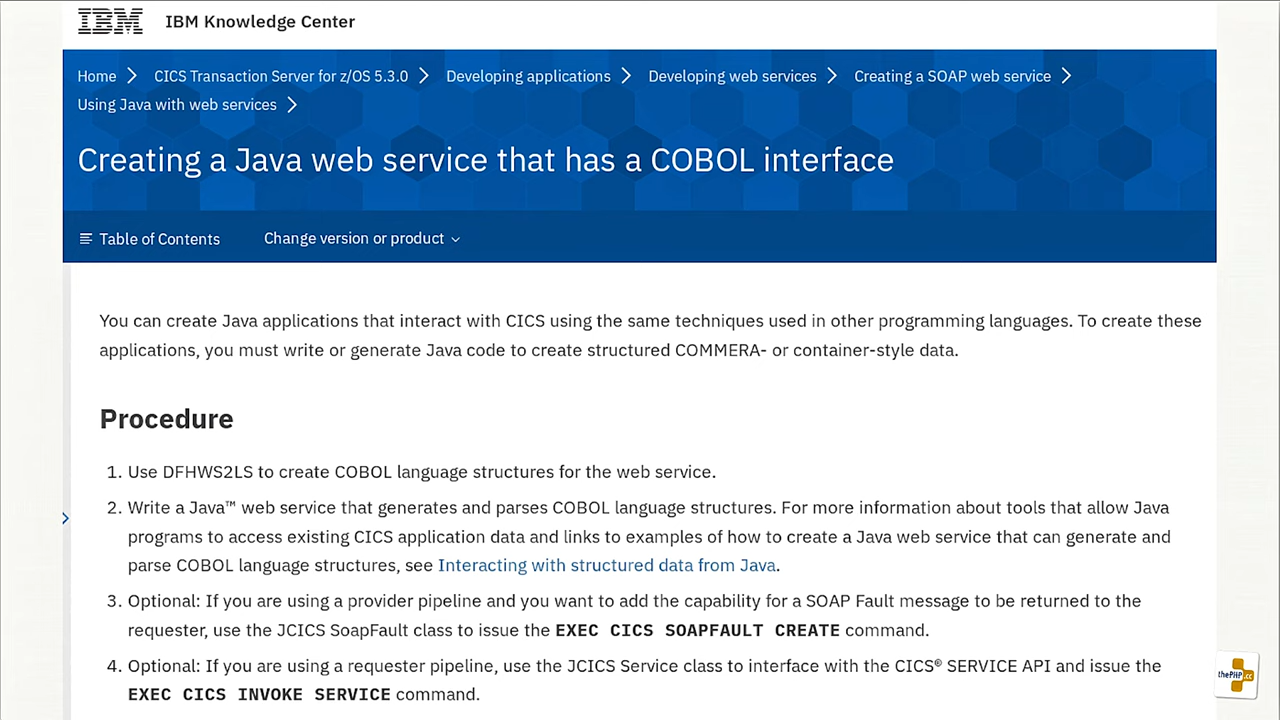 IBM IBM Knowledge Center
Home CICS Transaction Server for z/OS 5.3.0 Developing applications Developing web services Creating a SOAP web service
Using Java with web services
Creating a Java web service that has a COBOL interface
Table of Contents Change version or product
You can create Java applications that interact with CICS using the same techniques used in other programming languages. To create these
applications, you must write or generate Java code to create structured COMMERA- or container-style data.
Procedure
1. Use DFHWS2LS to create COBOL language structures for the web service.
2. Write a Java™ web service that generates and parses COBOL language structures. For more information about tools that allow Java
programs to access existing CICS application data and links to examples of how to create a Java web service that can generate and
parse COBOL language structures, see Interacting with structured data from Java.
3. Optional: If you are using a provider pipeline and you want to add the capability for a SOAP Fault message to be returned to the
requester, use the JCICS SoapFault class to issue the EXEC CICS SOAPFAULT CREATE command.
4. Optional: If you are using a requester pipeline, use the JCICS Service class to interface with the CICS® SERVICE API and issue the
EXEC CICS INVOKE SERVICE command.
thePHP.cc